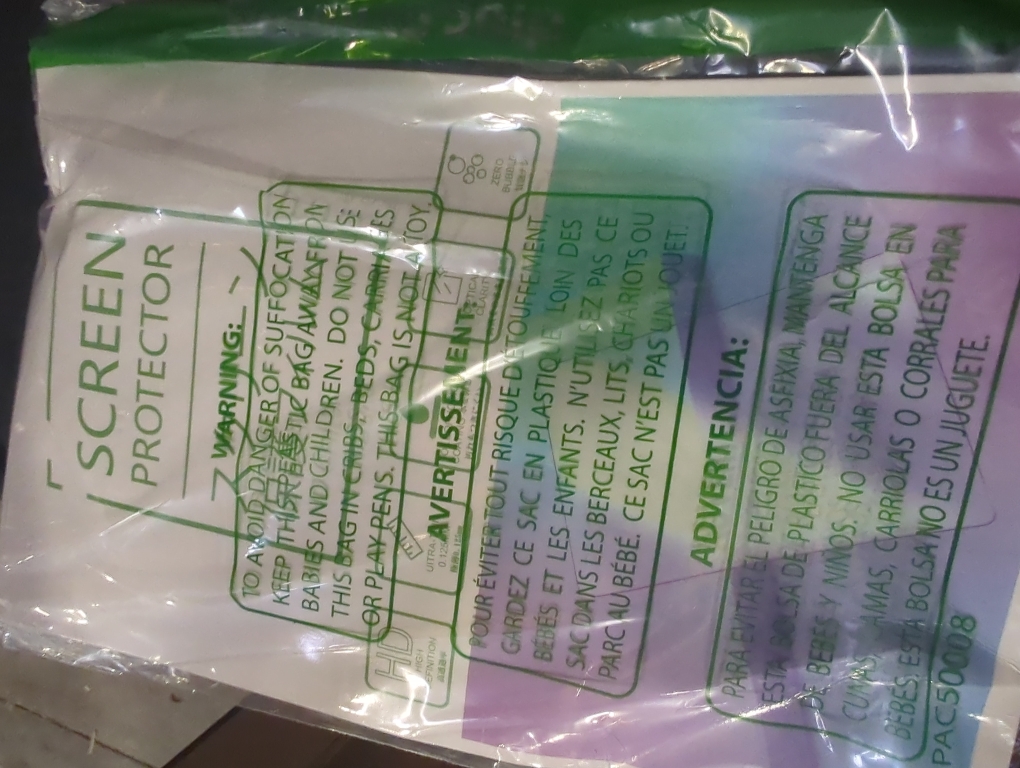 SCREEN
PROTECTOR
WARNING:
TO AVOID DANGER OF SUFFOCATION
KEEP THIS PLASTIC BAG AWAY FROM
BABIES AND CHILDREN. DO NOT USE
THIS BAG IN CRIBS, BEDS, CARRIAGES
OR PLAY PENS. THIS BAG IS NOT A TOY.
AVERTISSEMENT:
POUR ÉVITER TOUT RISQUE D'ÉTOUFFEMENT,
GARDEZ CE SAC EN PLASTIQUE LOIN DES
BEBÉS ET LES ENFANTS. N'UTILISEZ PAS CE
SAC DANS LES BERCEAUX, LITS, CHARIOTS OU
PARC AU BÉBÉ. CE SAC N'EST PAS UN JOUET.
ADVERTENCIA:
PARA EVITAR EL PELIGRO DE ASFIXIA, MANTENGA
ESTA BOLSA DE PLASTICO FUERA DEL ALCANCE
DE BEBES Y NINOS. NO USAR ESTA BOLSA EN
CUNAS, CAMAS, CARRIOLAS O CORRALES PARA
BEBÉS. ESTA BOLSA NO ES UN JUGUETE.
PAC50008
HD
HIGH
DEFINITION
ZERO
BUBBLE